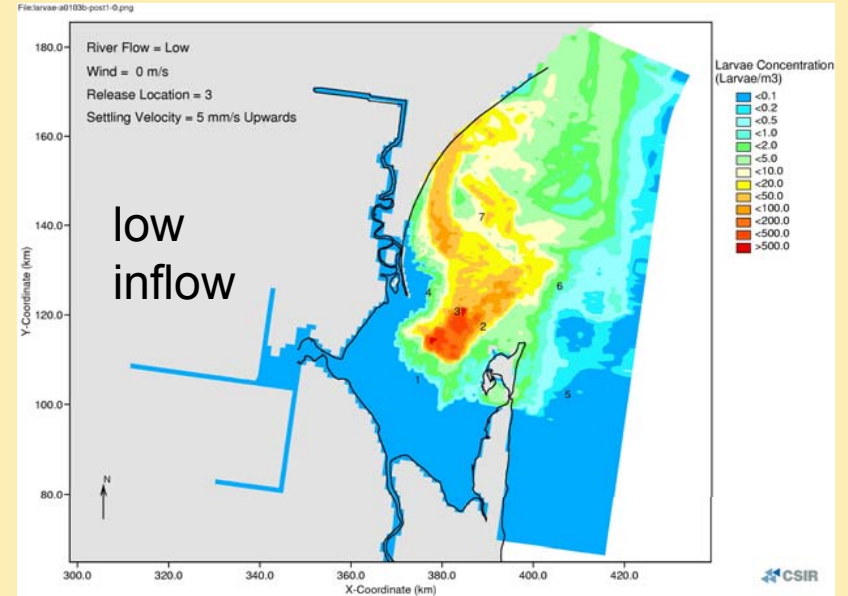 File:larvae-a0103b-post1-0.png
River Flow = Low
Wind = 0 m/s
Release Location = 3
Settling Velocity = 5 mm/s Upwards
low
inflow
Larvae Concentration
(Larvae/m3)
<0.1
<0.2
<0.5
<1.0
<2.0
<5.0
<10.0
<20.0
<50.0
<100.0
<200.0
<500.0
>500.0
Y-Coordinate (km)
180.0
160.0
140.0
120.0
100.0
80.0
7
4
6
3
2
1
5
N
300.0 320.0 340.0 360.0 380.0 400.0 420.0
X-Coordinate (km)
CSIR